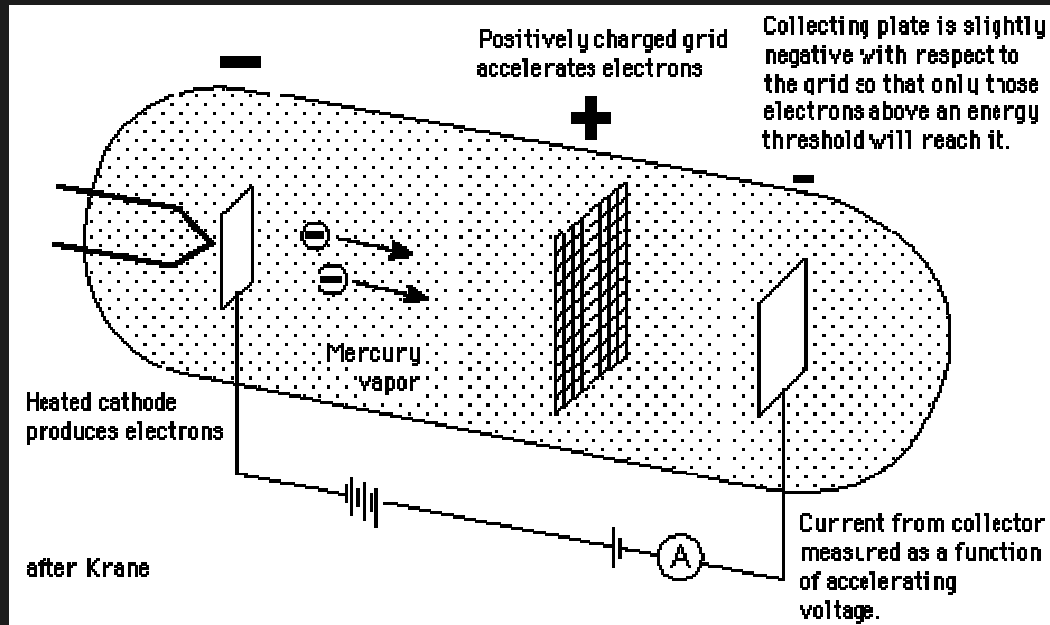 Positively charged grid
accelerates electrons
Collecting plate is slightly
negative with respect to
the grid so that only those
electrons above an energy
threshold will reach it.
Mercury
vapor
Heated cathode
produces electrons
A
Current from collector
measured as a function
of accelerating
voltage.
after Krane